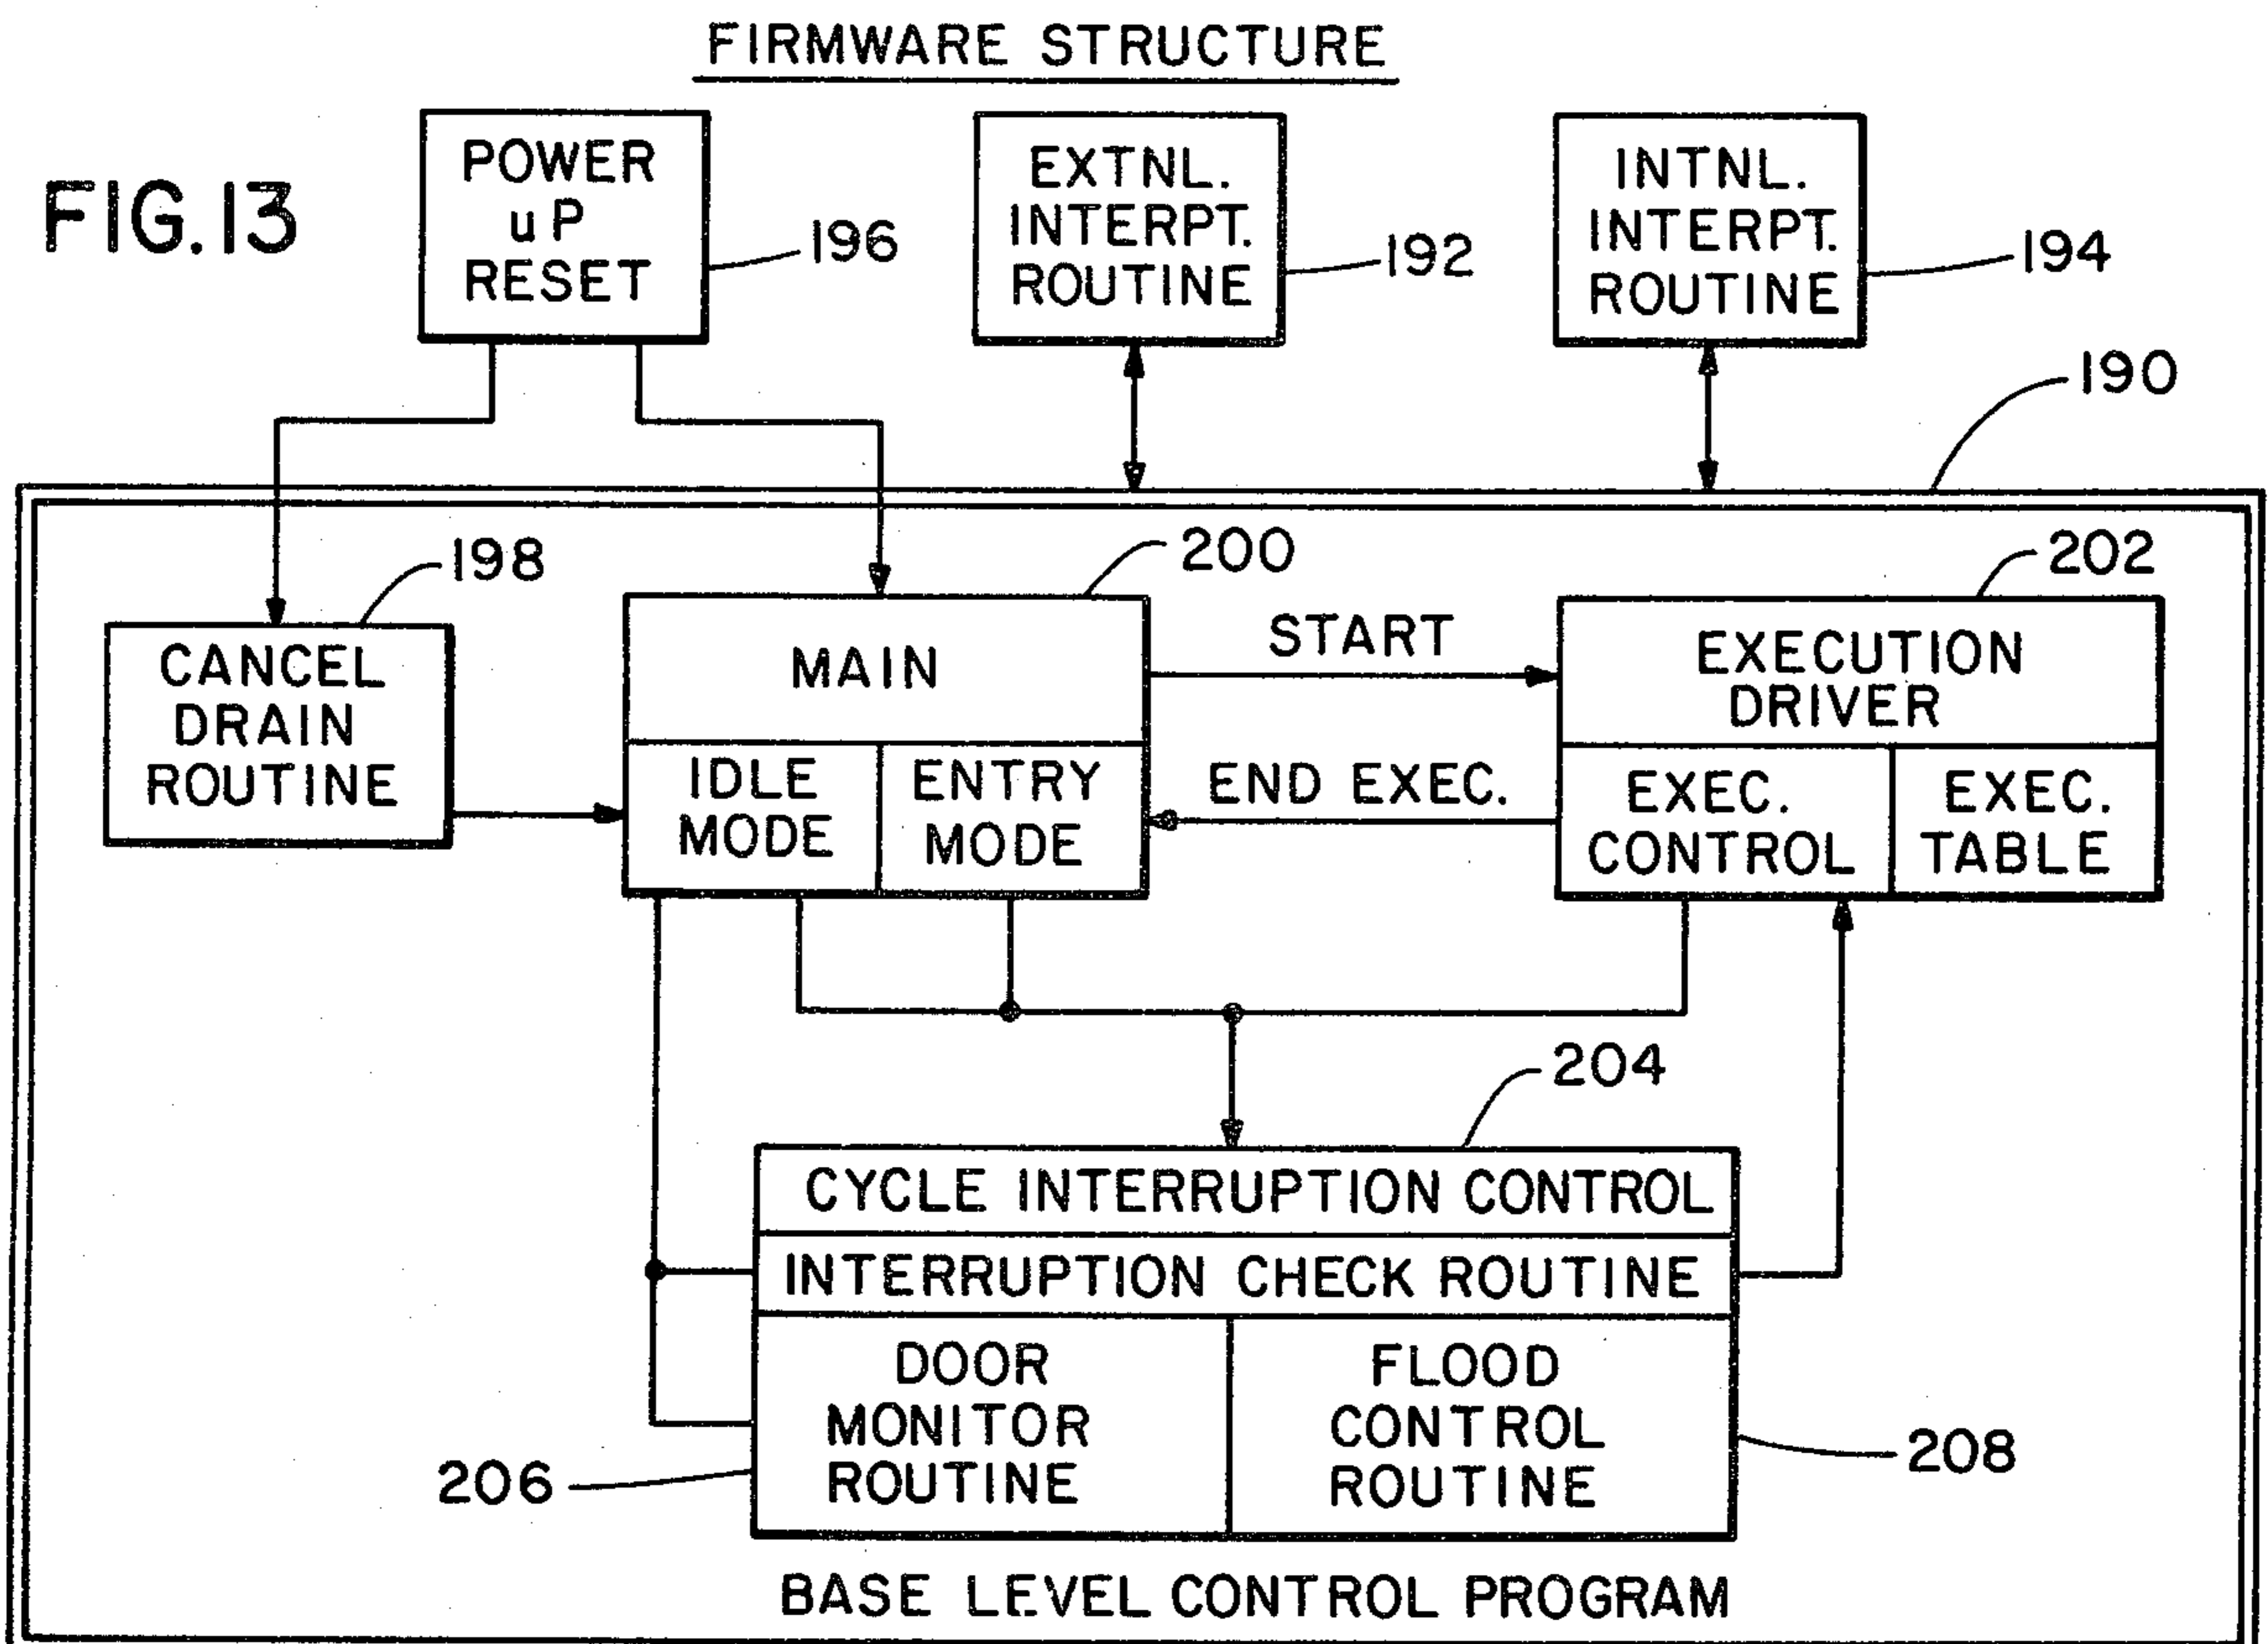 FIRMWARE STRUCTURE
FIG. 13
POWER
uP
RESET
196
EXTNL.
INTERPT.
ROUTINE
192
INTNL.
INTERPT.
ROUTINE
194
190
198
CANCEL
DRAIN
ROUTINE
200
MAIN
IDLE
MODE
ENTRY
MODE
START
END EXEC.
202
EXECUTION
DRIVER
EXEC.
CONTROL
EXEC.
TABLE
204
CYCLE INTERRUPTION CONTROL
INTERRUPTION CHECK ROUTINE
DOOR
MONITOR
ROUTINE
206
FLOOD
CONTROL
ROUTINE
208
BASE LEVEL CONTROL PROGRAM